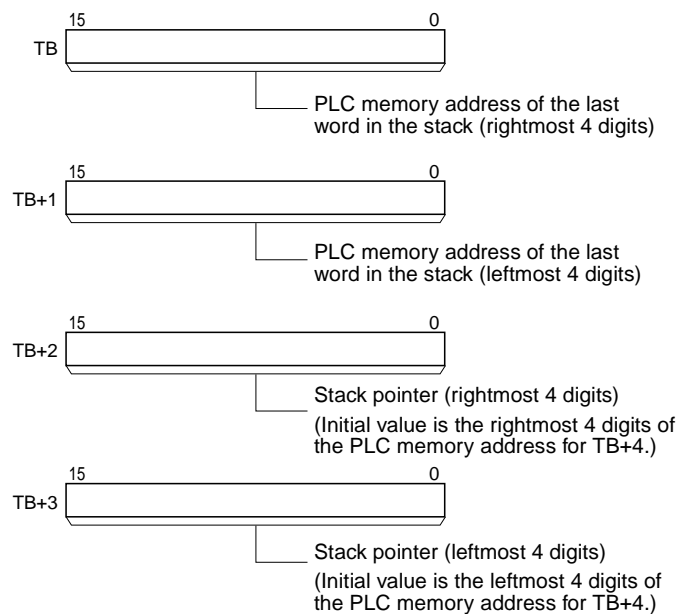 15 0
TB
PLC memory address of the last
word in the stack (rightmost 4 digits)
15 0
TB+1
PLC memory address of the last
word in the stack (leftmost 4 digits)
15 0
TB+2
Stack pointer (rightmost 4 digits)
(Initial value is the rightmost 4 digits of
the PLC memory address for TB+4.)
15 0
TB+3
Stack pointer (leftmost 4 digits)
(Initial value is the leftmost 4 digits of
the PLC memory address for TB+4.)